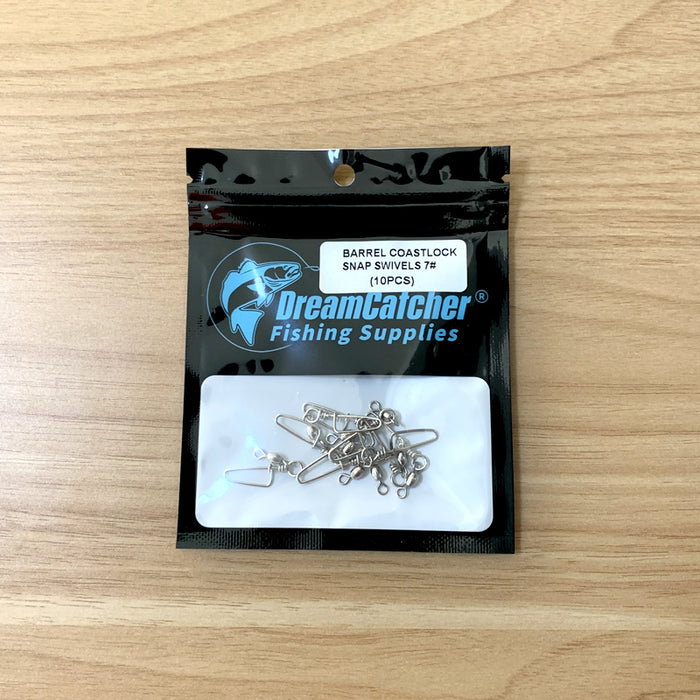 BARREL COASTLOCK
SNAP SWIVELS 7#
(10PCS)
DreamCatcher®
Fishing Supplies